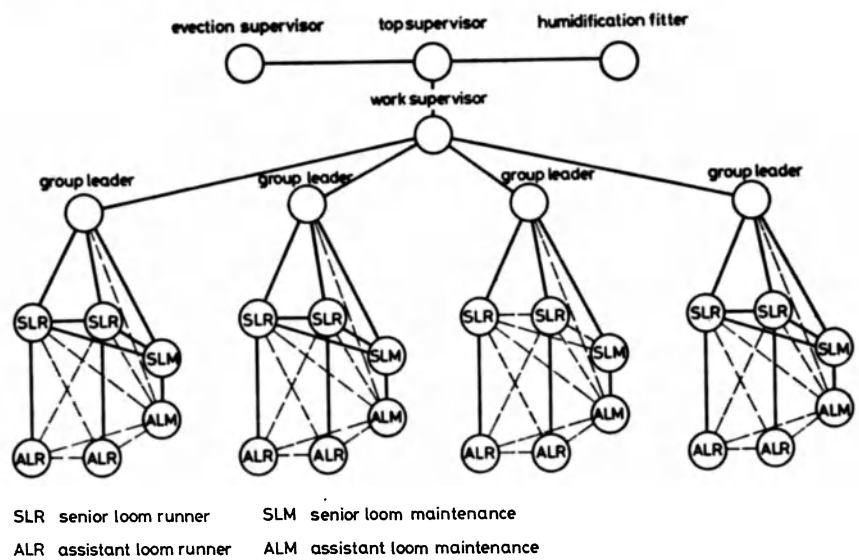 evection supervisor top supervisor humidification fitter
work supervisor
group leader group leader group leader group leader
SLR SLR SLR SLR SLR SLR SLR SLR
SLM SLM SLM SLM
ALM ALM ALM ALM
ALR ALR ALR ALR ALR ALR ALR ALR
SLR senior loom runner SLM senior loom maintenance
ALR assistant loom runner ALM assistant loom maintenance